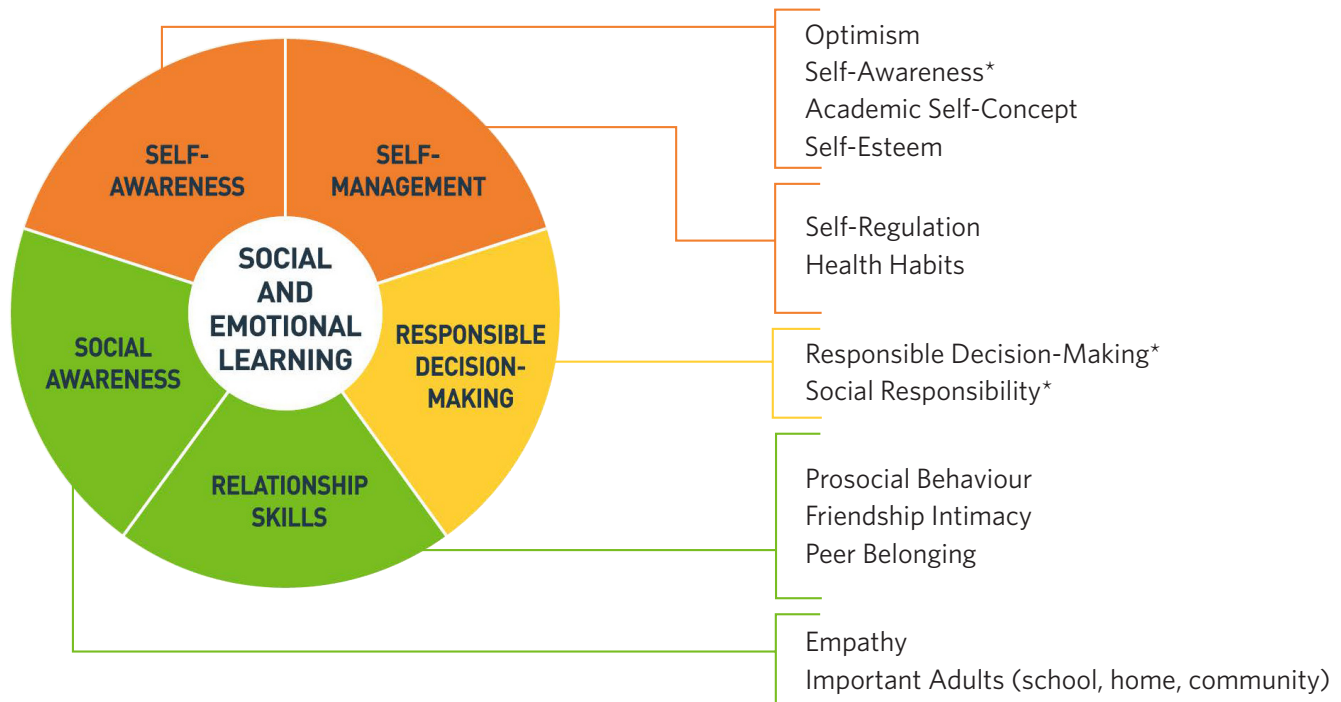 SELF-
AWARENESS
SELF-
MANAGEMENT
SOCIAL
AND
EMOTIONAL
LEARNING
SOCIAL
AWARENESS
RESPONSIBLE
DECISION-
MAKING
RELATIONSHIP
SKILLS
Optimism
Self-Awareness*
Academic Self-Concept
Self-Esteem
Self-Regulation
Health Habits
Responsible Decision-Making*
Social Responsibility*
Prosocial Behaviour
Friendship Intimacy
Peer Belonging
Empathy
Important Adults (school, home, community)